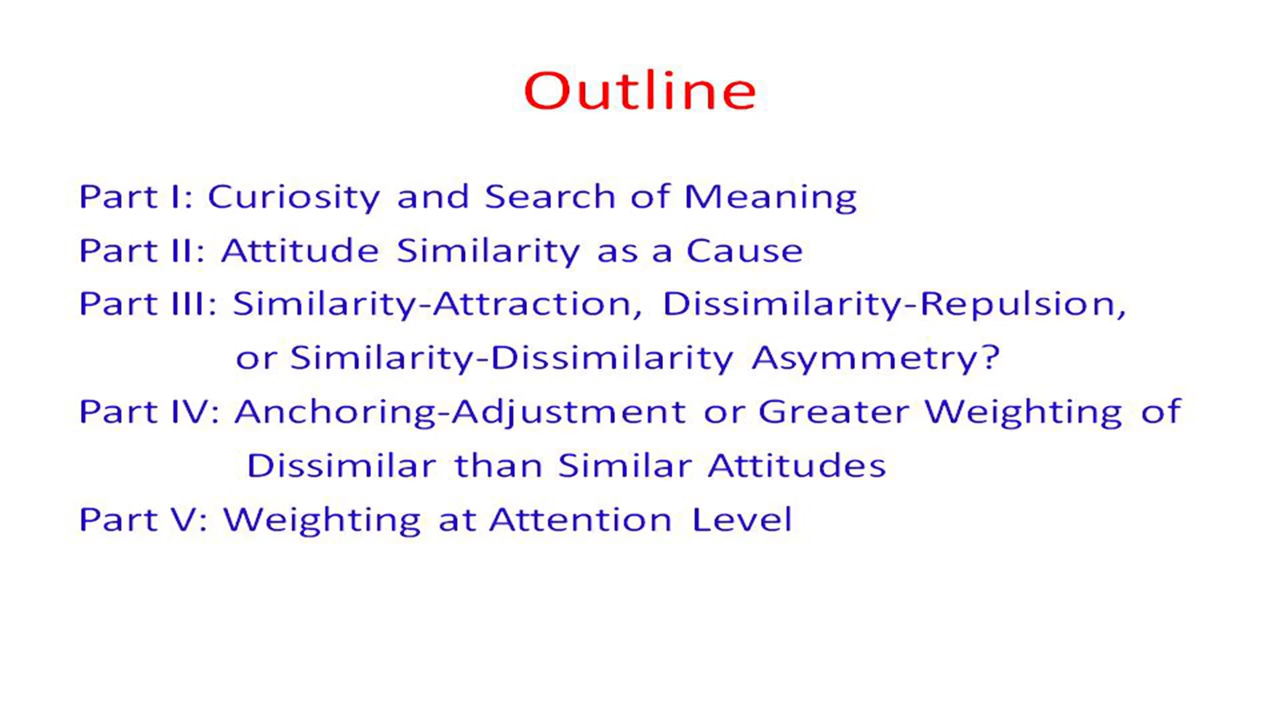 Outline
Part I: Curiosity and Search of Meaning
Part II: Attitude Similarity as a Cause
Part III: Similarity-Attraction, Dissimilarity-Repulsion,
or Similarity-Dissimilarity Asymmetry?
Part IV: Anchoring-Adjustment or Greater Weighting of
Dissimilar than Similar Attitudes
Part V: Weighting at Attention Level